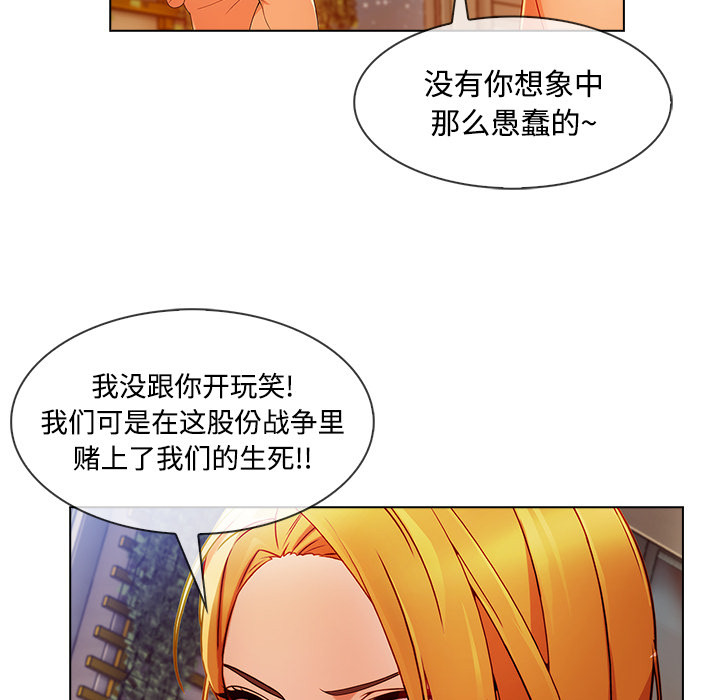 没有你想象中
那么愚蠢的~
我没跟你开玩笑!
我们可是在这股份战争里
赌上了我们的生死!!